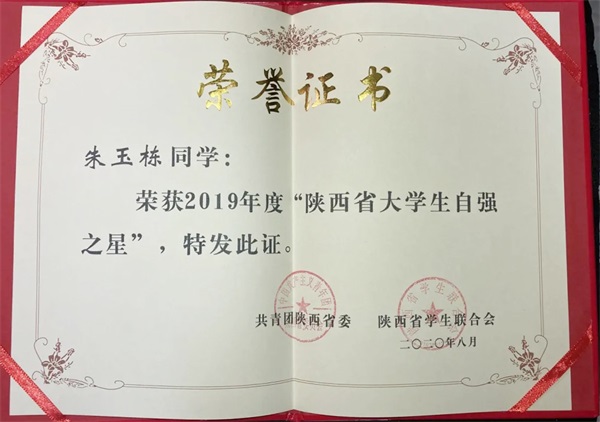 荣誉证书
朱玉栋同学：
荣获2019年度“陕西省大学生自强
之星”，特发此证。
共青团陕西省委 陕西省学生联合会
二〇二〇年八月